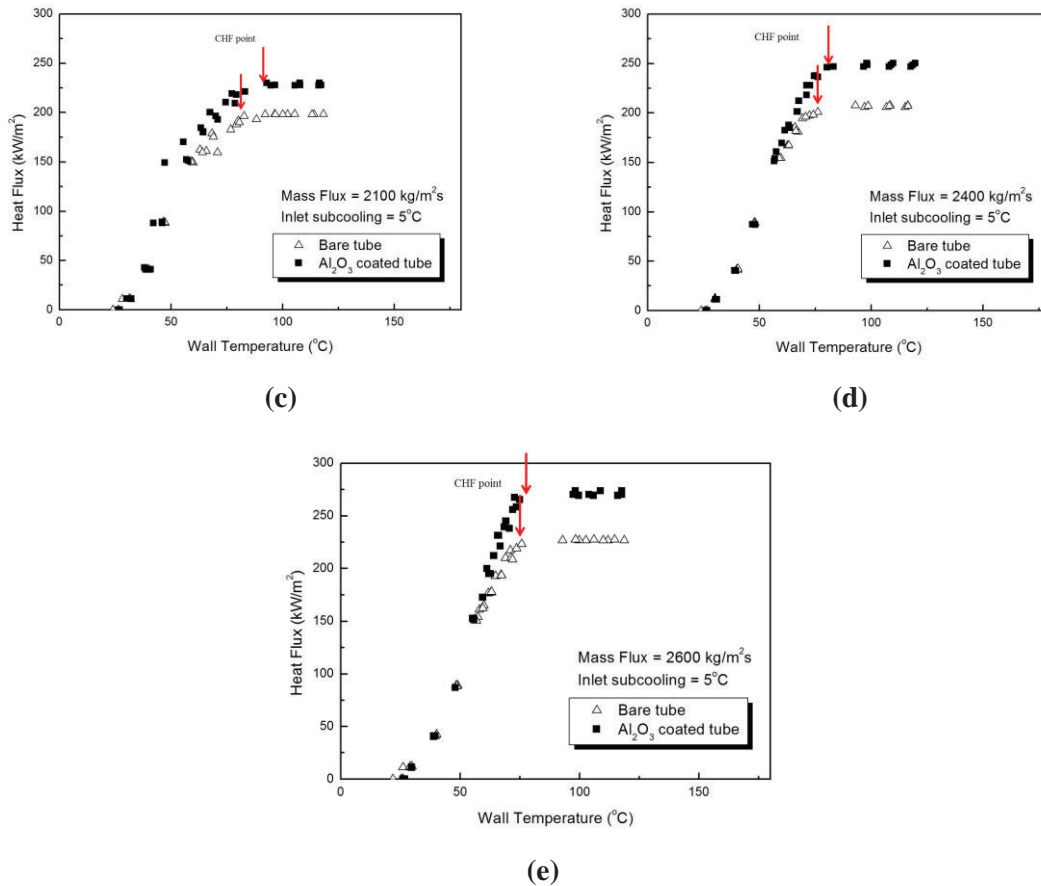 300
CHF point
250
200
150
100
50
0
Heat Flux (kW/m²)
Mass Flux = 2100 kg/m²s
Inlet subcooling = 5°C
Bare tube
Al₂O₃ coated tube
0 50 100 150
Wall Temperature (°C)
(c)
300
CHF point
250
200
150
100
50
0
Heat Flux (kW/m²)
Mass Flux = 2400 kg/m²s
Inlet subcooling = 5°C
Bare tube
Al₂O₃ coated tube
0 50 100 150
Wall Temperature (°C)
(d)
300
CHF point
250
200
150
100
50
0
Heat Flux (kW/m²)
Mass Flux = 2600 kg/m²s
Inlet subcooling = 5°C
Bare tube
Al₂O₃ coated tube
0 50 100 150
Wall Temperature (°C)
(e)